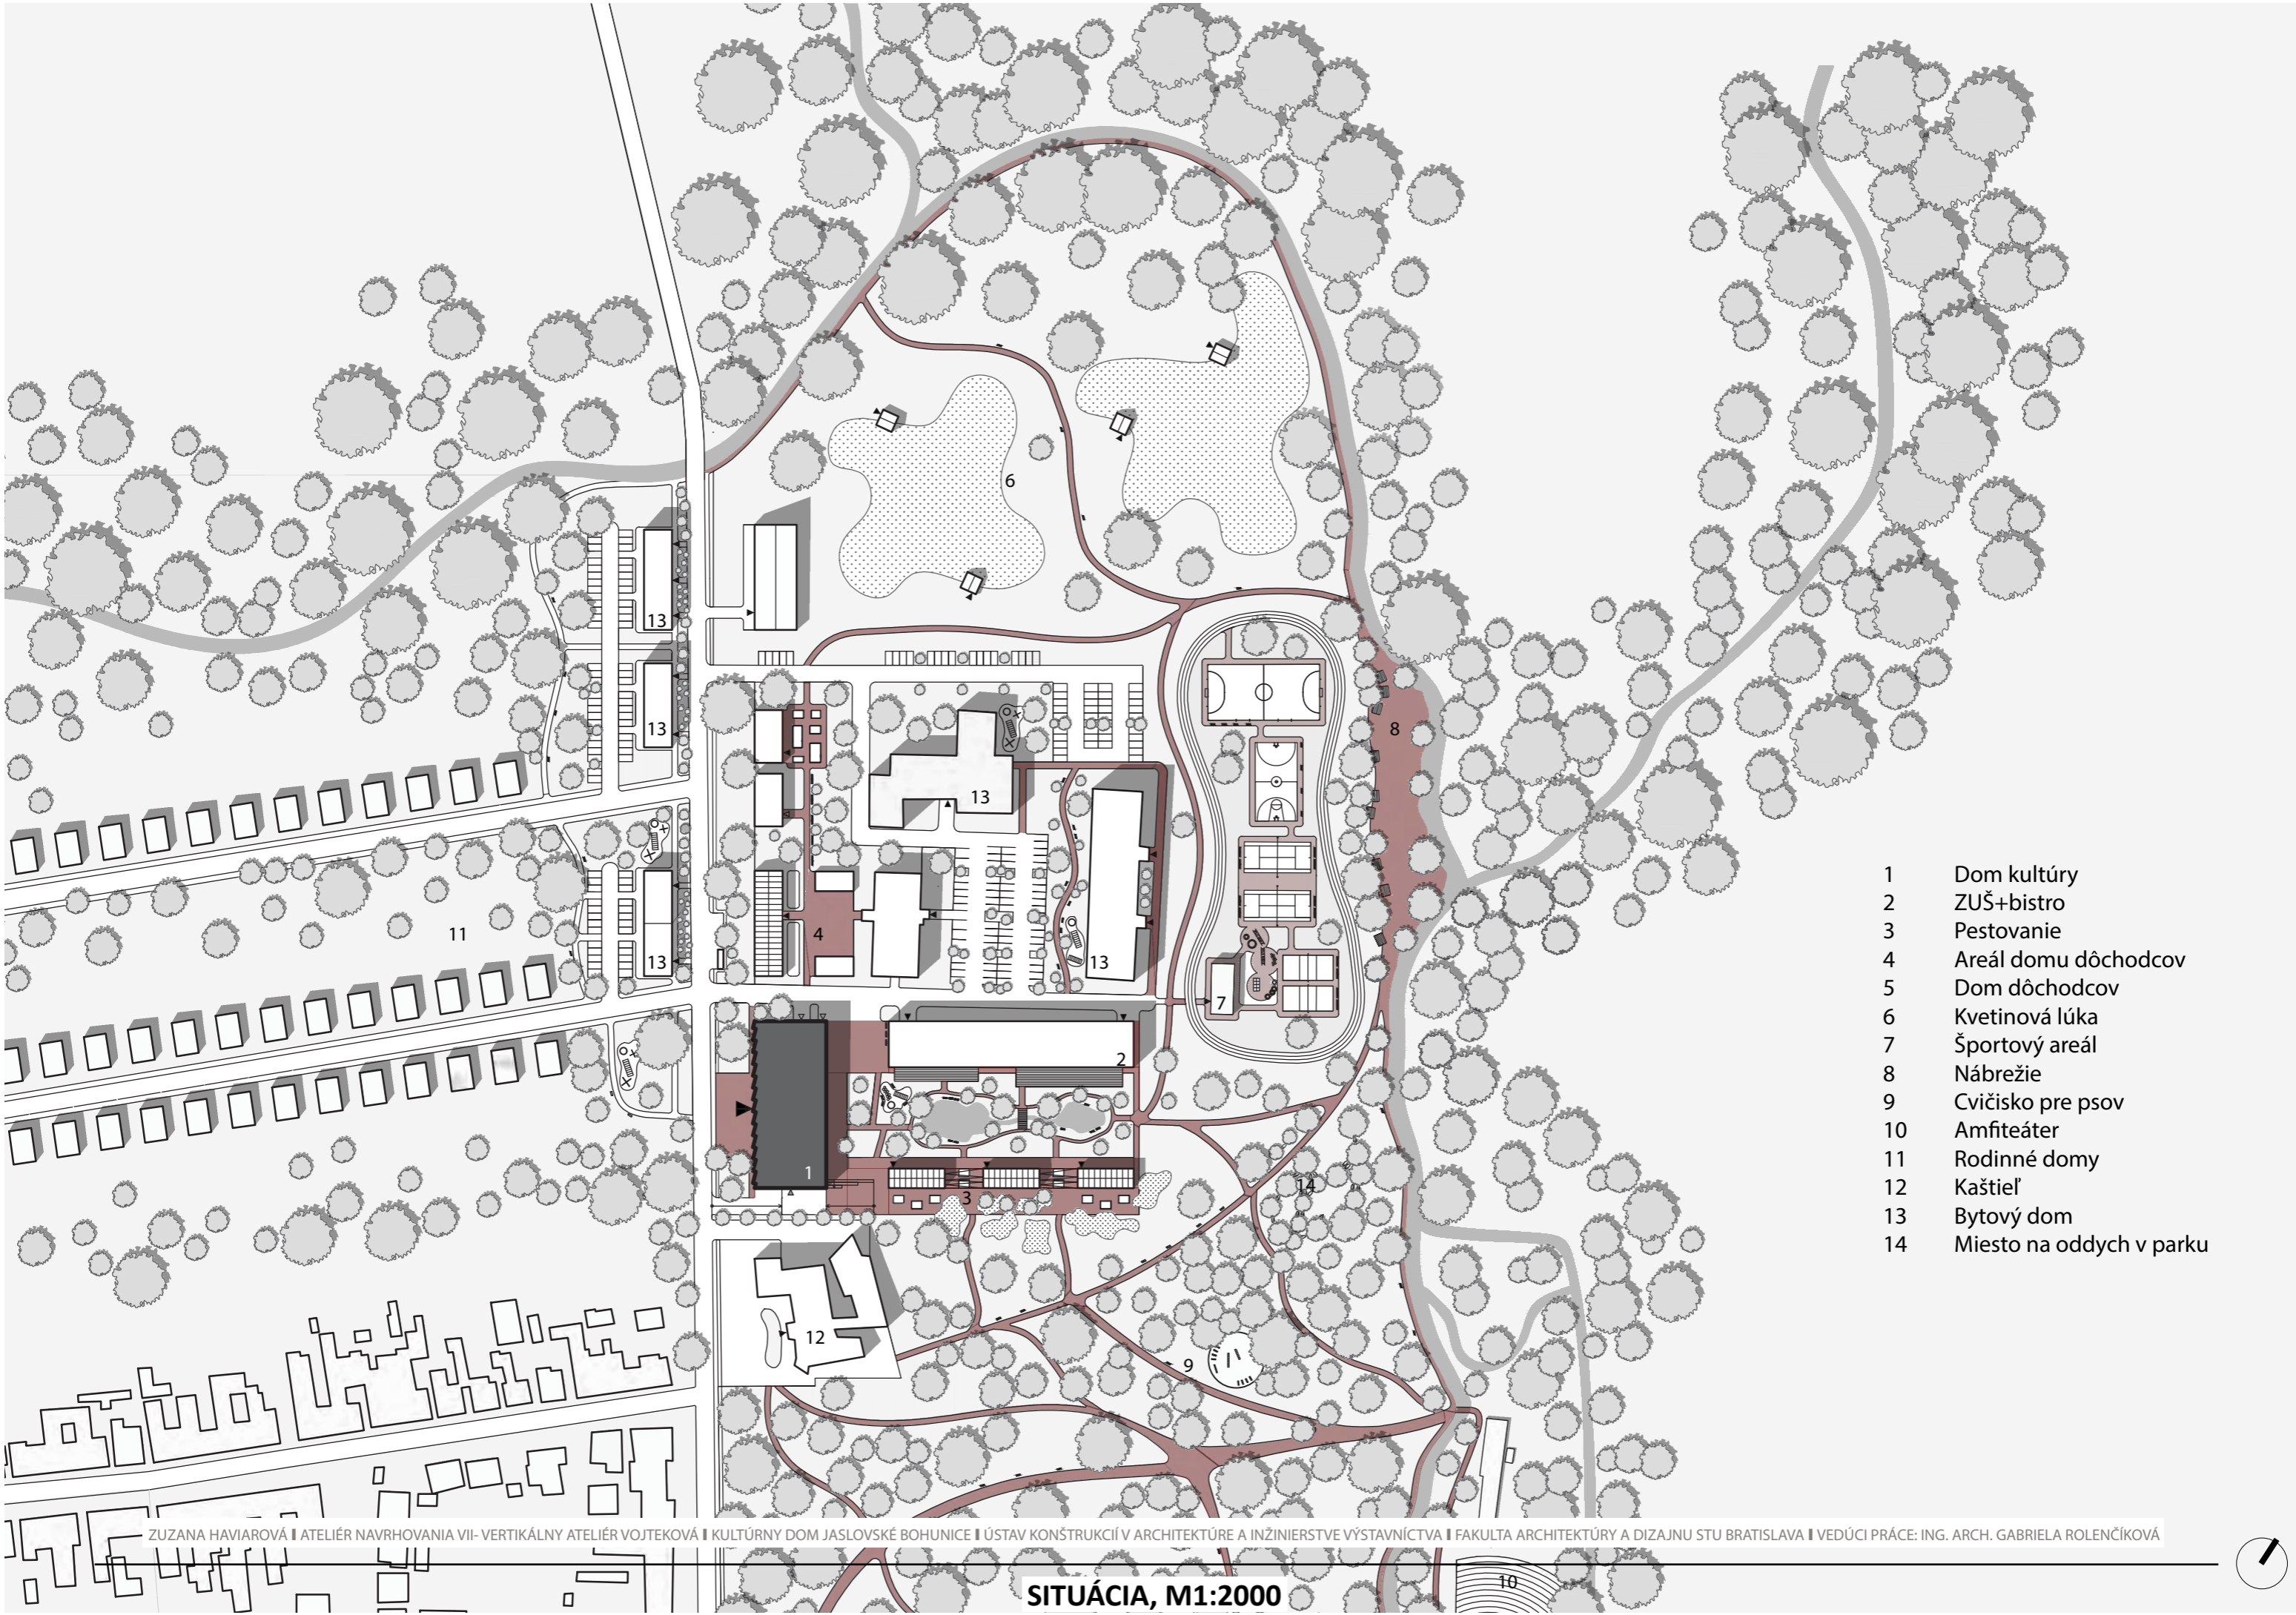 6
13
13
13
8
4
11
13
13
7
2
1
3
14
12
9
10
1 Dom kultúry
2 ZUŠ+bistro
3 Pestovanie
4 Areál domu dôchodcov
5 Dom dôchodcov
6 Kvetinová lúka
7 Športový areál
8 Nábrežie
9 Cvičisko pre psov
10 Amfiteáter
11 Rodinné domy
12 Kaštieľ
13 Bytový dom
14 Miesto na oddych v parku
ZUZANA HAVIAROVÁ I ATELIÉR NAVRHOVANIA VII- VERTIKÁLNY ATELIÉR VOJTEKOVÁ I KULTÚRNY DOM JASLOVSKÉ BOHUNICE I ÚSTAV KONŠTRUKCIÍ V ARCHITEKTÚRE A INŽINIERSTVE VÝSTAVNÍCTVA I FAKULTA ARCHITEKTÚRY A DIZAJNU STU BRATISLAVA I VEDÚCI PRÁCE: ING. ARCH. GABRIELA ROLENČÍKOVÁ
SITUÁCIA, M1:2000